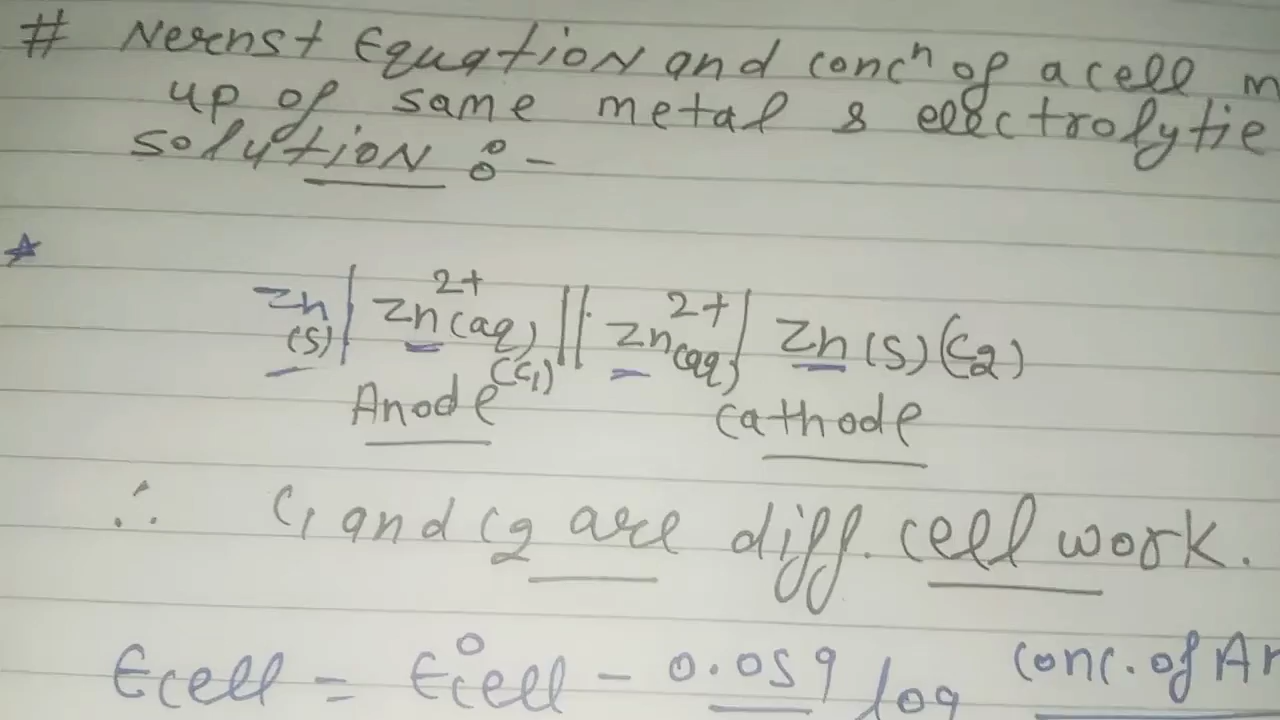 # Nernst Equation and concⁿ of a cell m
up of same metal & electrolytie
solution :-
Zn(s) | Zn²⁺(aq) (C₁) || Zn²⁺(aq) | Zn(s) (C₂)
Anode Cathode
∴ C₁ and C₂ are diff. cell work.
Ecell = E°cell - 0.059 log conc. of An